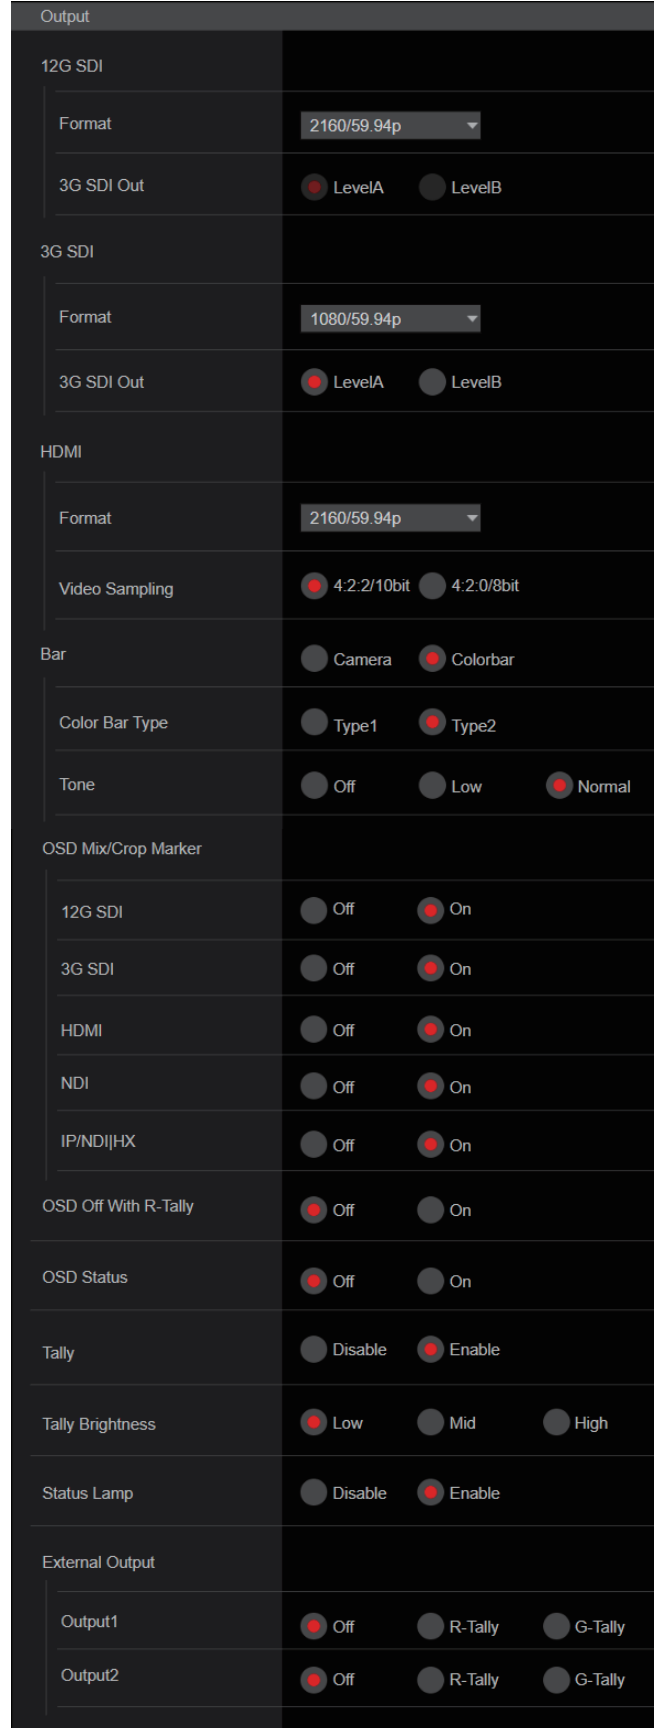 Output
12G SDI
Format 2160/59.94p
3G SDI Out LevelA LevelB
3G SDI
Format 1080/59.94p
3G SDI Out LevelA LevelB
HDMI
Format 2160/59.94p
Video Sampling 4:2:2/10bit 4:2:0/8bit
Bar Camera Colorbar
Color Bar Type Type1 Type2
Tone Off Low Normal
OSD Mix/Crop Marker
12G SDI Off On
3G SDI Off On
HDMI Off On
NDI Off On
IP/NDI|HX Off On
OSD Off With R-Tally Off On
OSD Status Off On
Tally Disable Enable
Tally Brightness Low Mid High
Status Lamp Disable Enable
External Output
Output1 Off R-Tally G-Tally
Output2 Off R-Tally G-Tally